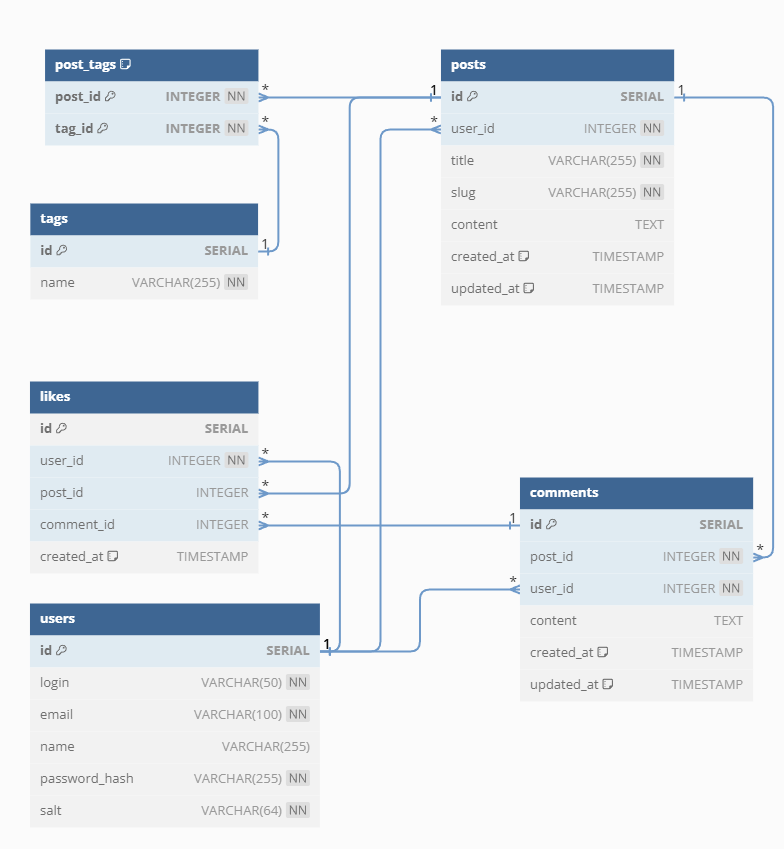 post_tags
post_id INTEGER NN * 
tag_id INTEGER NN *
tags
id SERIAL 1
name VARCHAR(255) NN
posts
1 id SERIAL 1
* user_id INTEGER NN
title VARCHAR(255) NN
slug VARCHAR(255) NN
content TEXT
created_at TIMESTAMP
updated_at TIMESTAMP
likes
id SERIAL
user_id INTEGER NN *
post_id INTEGER *
comment_id INTEGER *
created_at TIMESTAMP
comments
1 id SERIAL
post_id INTEGER NN *
* user_id INTEGER NN
content TEXT
created_at TIMESTAMP
updated_at TIMESTAMP
users
id SERIAL 1
login VARCHAR(50) NN
email VARCHAR(100) NN
name VARCHAR(255)
password_hash VARCHAR(255) NN
salt VARCHAR(64) NN